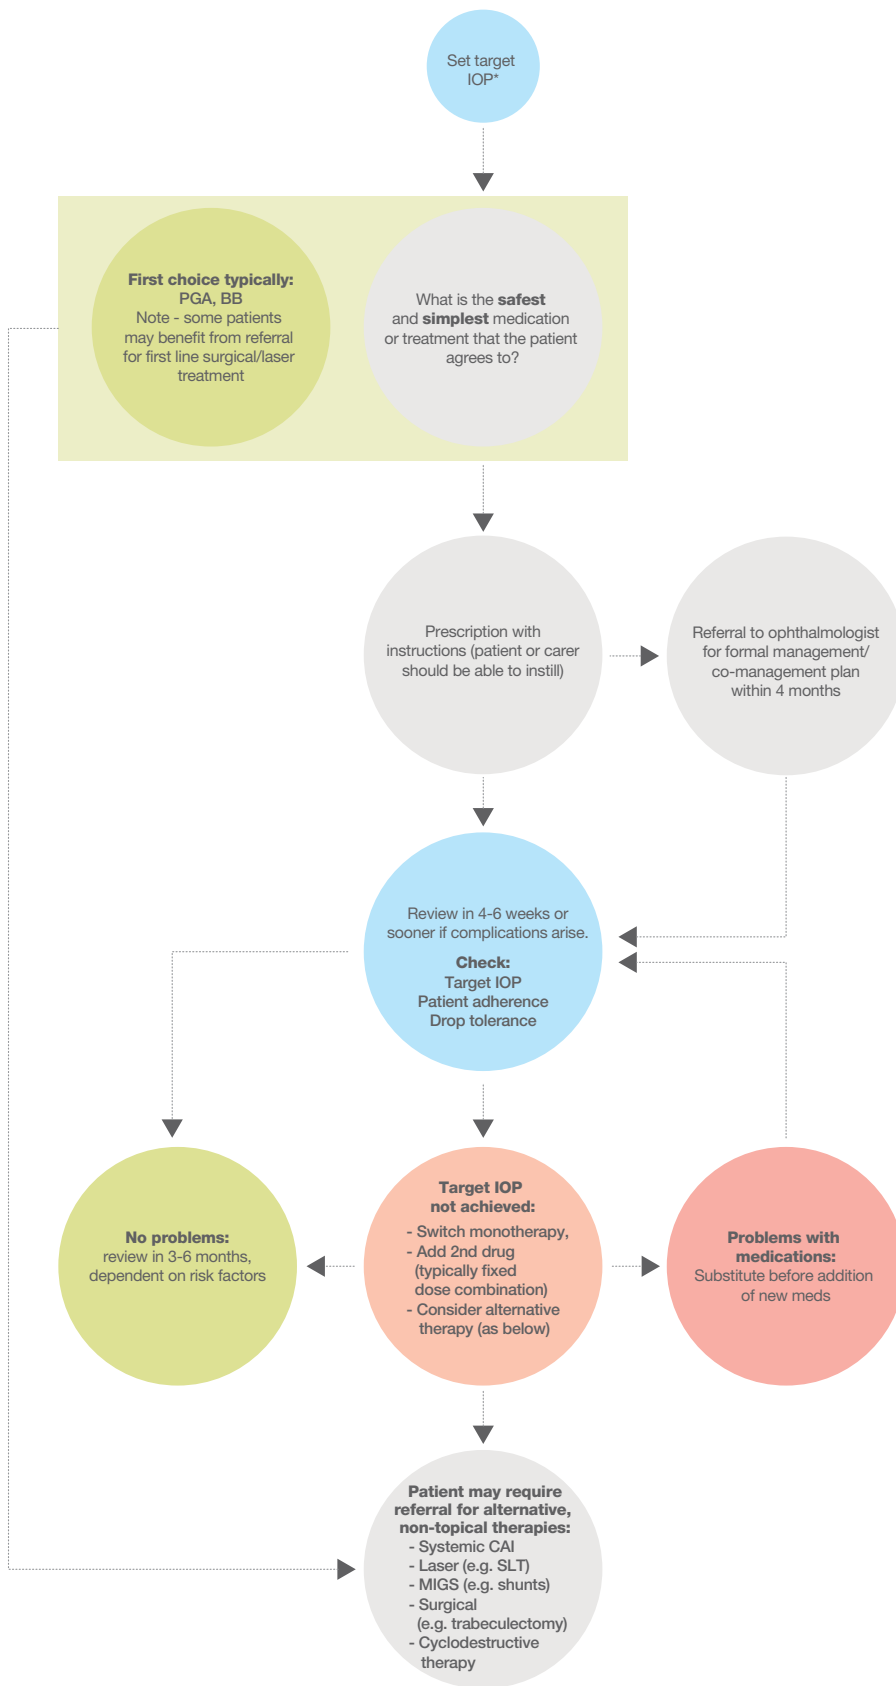 Set target
IOP*
First choice typically:
PGA, BB
Note - some patients
may benefit from referral
for first line surgical/laser
treatment
What is the safest
and simplest medication
or treatment that the patient
agrees to?
Prescription with
instructions (patient or carer
should be able to instill)
Referral to ophthalmologist
for formal management/
co-management plan
within 4 months
Review in 4-6 weeks or
sooner if complications arise.
Check:
Target IOP
Patient adherence
Drop tolerance
No problems:
review in 3-6 months,
dependent on risk factors
Target IOP
not achieved:
- Switch monotherapy,
- Add 2nd drug
(typically fixed
dose combination)
- Consider alternative
therapy (as below)
Problems with
medications:
Substitute before addition
of new meds
Patient may require
referral for alternative,
non-topical therapies:
- Systemic CAI
- Laser (e.g. SLT)
- MIGS (e.g. shunts)
- Surgical
(e.g. trabeculectomy)
- Cyclodestructive
therapy